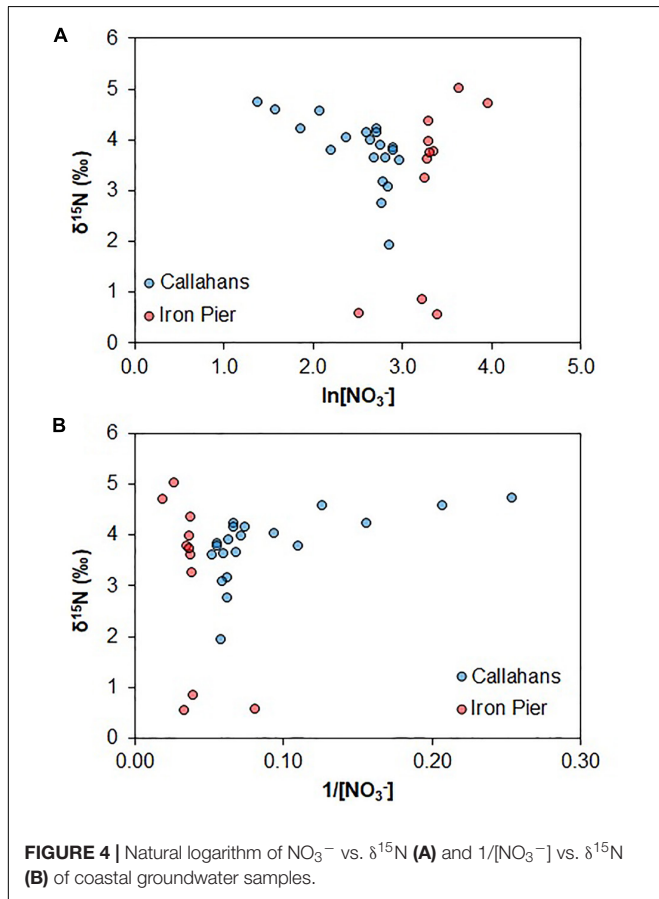 A
6
5
4
3
2
1
0
δ¹⁵N (‰)
Callahans
Iron Pier
0.0 1.0 2.0 3.0 4.0 5.0
ln[NO₃⁻]
B
6
5
4
3
2
1
0
δ¹⁵N (‰)
Callahans
Iron Pier
0.00 0.10 0.20 0.30
1/[NO₃⁻]
FIGURE 4 | Natural logarithm of NO₃⁻ vs. δ¹⁵N (A) and 1/[NO₃⁻] vs. δ¹⁵N
(B) of coastal groundwater samples.